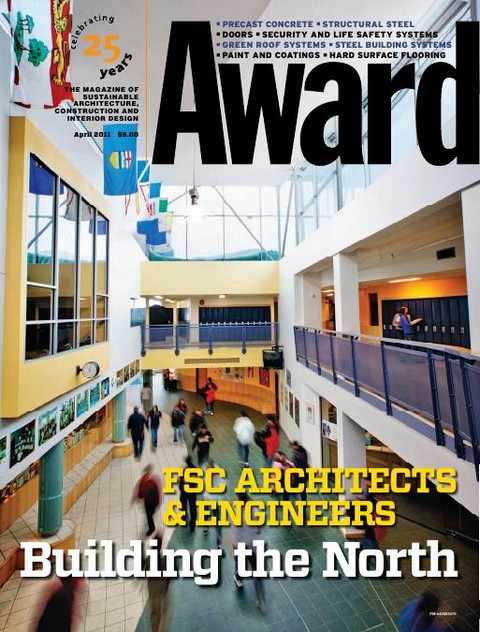 celebrating
25
years
▪ PRECAST CONCRETE ▪ STRUCTURAL STEEL
▪ DOORS ▪ SECURITY AND LIFE SAFETY SYSTEMS
▪ GREEN ROOF SYSTEMS ▪ STEEL BUILDING SYSTEMS
▪ PAINT AND COATINGS ▪ HARD SURFACE FLOORING
Award
THE MAGAZINE OF
SUSTAINABLE
ARCHITECTURE,
CONSTRUCTION AND
INTERIOR DESIGN
April 2011 $5.00
FSC ARCHITECTS
& ENGINEERS
Building the North